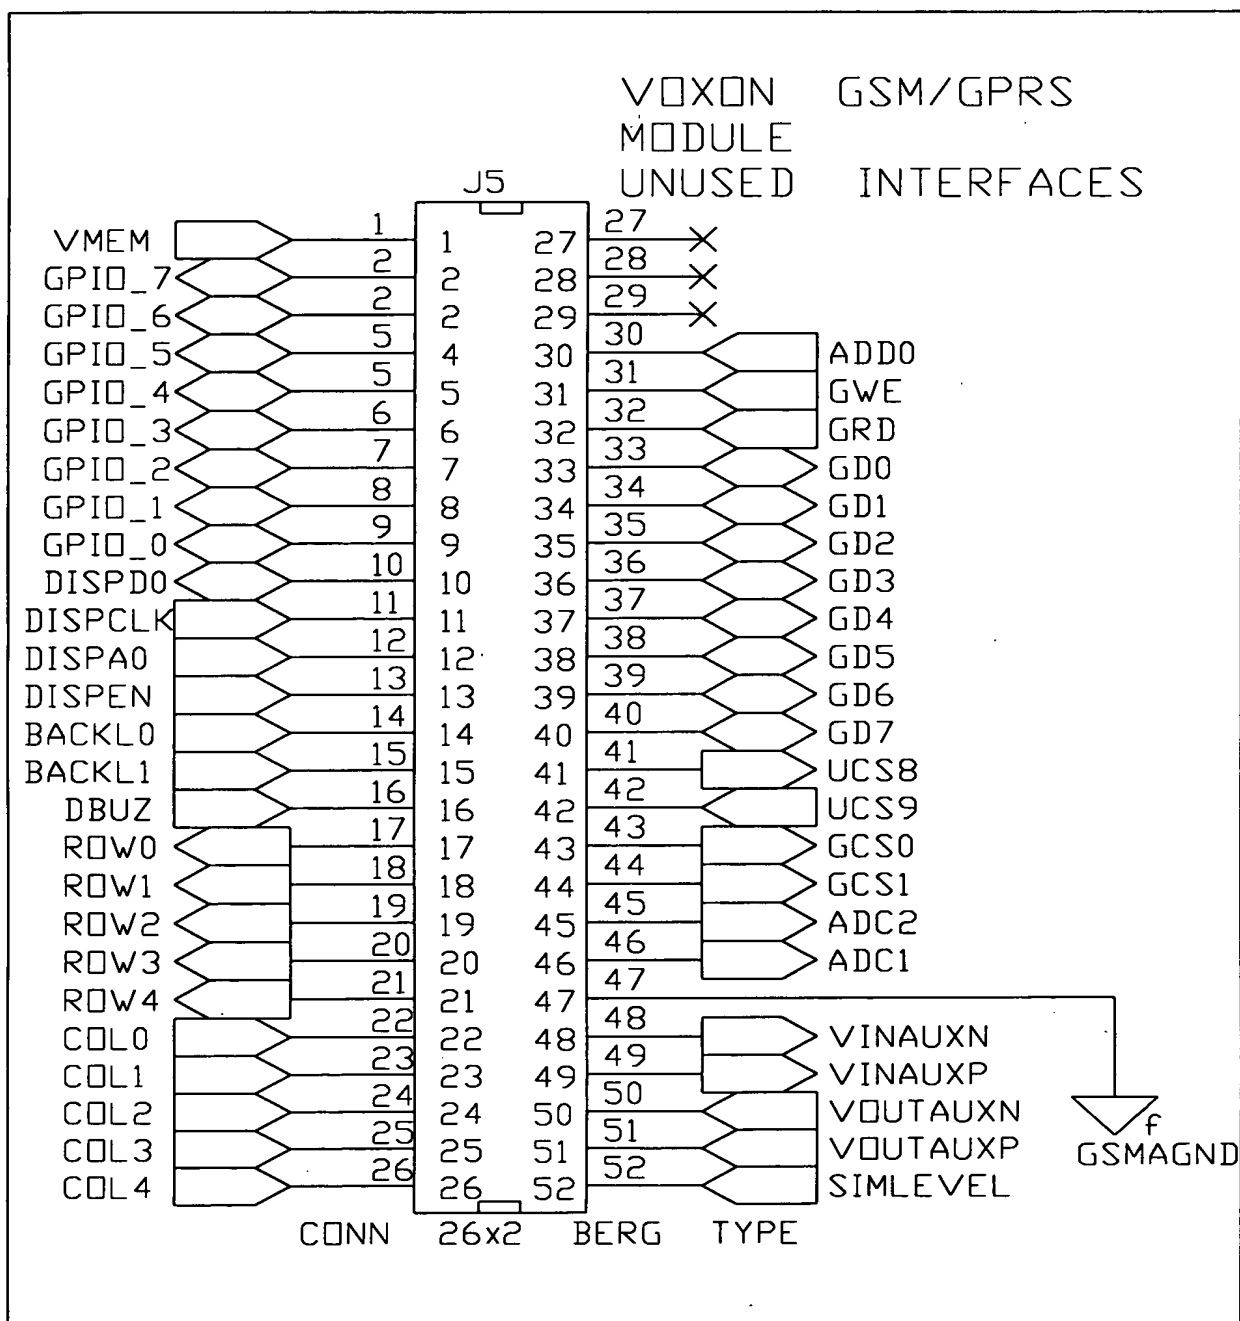 VOXON GSM/GPRS
MODULE
UNUSED INTERFACES
J5
VMEM 1 1 27 27
GPIO_7 2 2 28 28
GPIO_6 2 2 29 29
GPIO_5 5 4 30 30 ADD0
GPIO_4 5 5 31 31 GWE
GPIO_3 6 6 32 32 GRD
GPIO_2 7 7 33 33 GD0
GPIO_1 8 8 34 34 GD1
GPIO_0 9 9 35 35 GD2
DISPD0 10 10 36 36 GD3
DISPCLK 11 11 37 37 GD4
DISPA0 12 12 38 38 GD5
DISPEN 13 13 39 39 GD6
BACKL0 14 14 40 40 GD7
BACKL1 15 15 41 41 UCS8
DBUZ 16 16 42 42 UCS9
ROW0 17 17 43 43 GCS0
ROW1 18 18 44 44 GCS1
ROW2 19 19 45 45 ADC2
ROW3 20 20 46 46 ADC1
ROW4 21 21 47 47
COL0 22 22 48 48 VINAUXN
COL1 23 23 49 49 VINAUXP
COL2 24 24 50 50 VOUTAUXN
COL3 25 25 51 51 VOUTAUXP
COL4 26 26 52 52 SIMLEVEL
f
GSMAGND
CONN 26x2 BERG TYPE